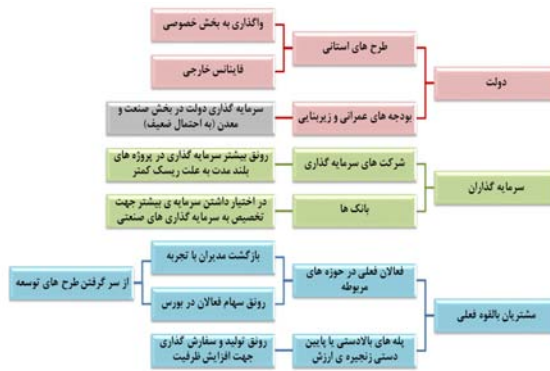 دولت
طرح های استانی
واگذاری به بخش خصوصی
فاینانس خارجی
بودجه های عمرانی و زیربنایی
سرمایه گذاری دولت در بخش صنعت و
معدن (به احتمال ضعیف)
سرمایه گذاران
شرکت های سرمایه گذاری
رونق بیشتر سرمایه گذاری در پروژه های
بلند مدت به علت ریسک کمتر
بانک ها
در اختیار داشتن سرمایه ی بیشتر جهت
تخصیص به سرمایه گذاری های صنعتی
مشتریان بالقوه فعلی
فعالان فعلی در حوزه های
مربوطه
بازگشت مدیران با تجربه
رونق سهام فعالان در بورس
از سر گرفتن طرح های توسعه
پله های بالادستی یا پایین
دستی زنجیره ی ارزش
رونق تولید و سفارش گذاری
جهت افزایش ظرفیت